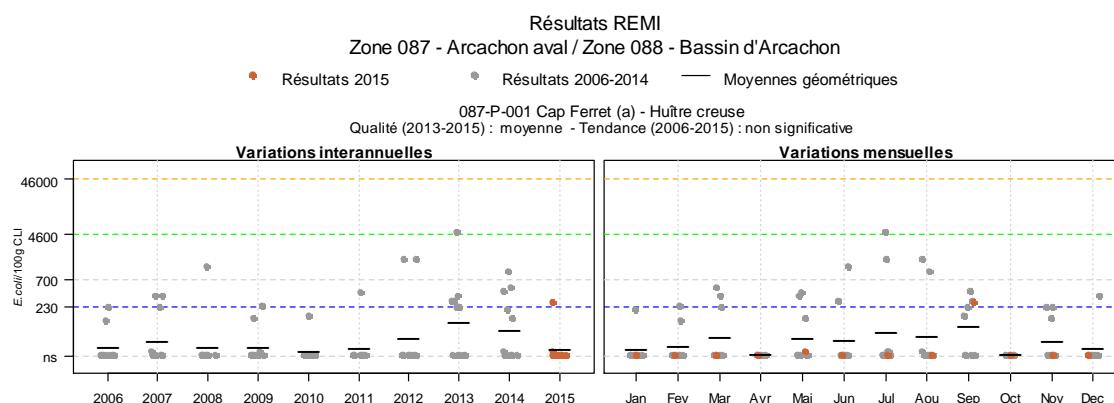 Résultats REMI
Zone 087 - Arcachon aval / Zone 088 - Bassin d'Arcachon
Résultats 2015 Résultats 2006-2014 Moyennes géométriques
087-P-001 Cap Ferret (a) - Huître creuse
Qualité (2013-2015) : moyenne - Tendance (2006-2015) : non significative
Variations interannuelles Variations mensuelles
E.coli/100g CLI
46000
4600
700
230
ns
2006 2007 2008 2009 2010 2011 2012 2013 2014 2015 Jan Fev Mar Avr Mai Jun Jul Aou Sep Oct Nov Dec